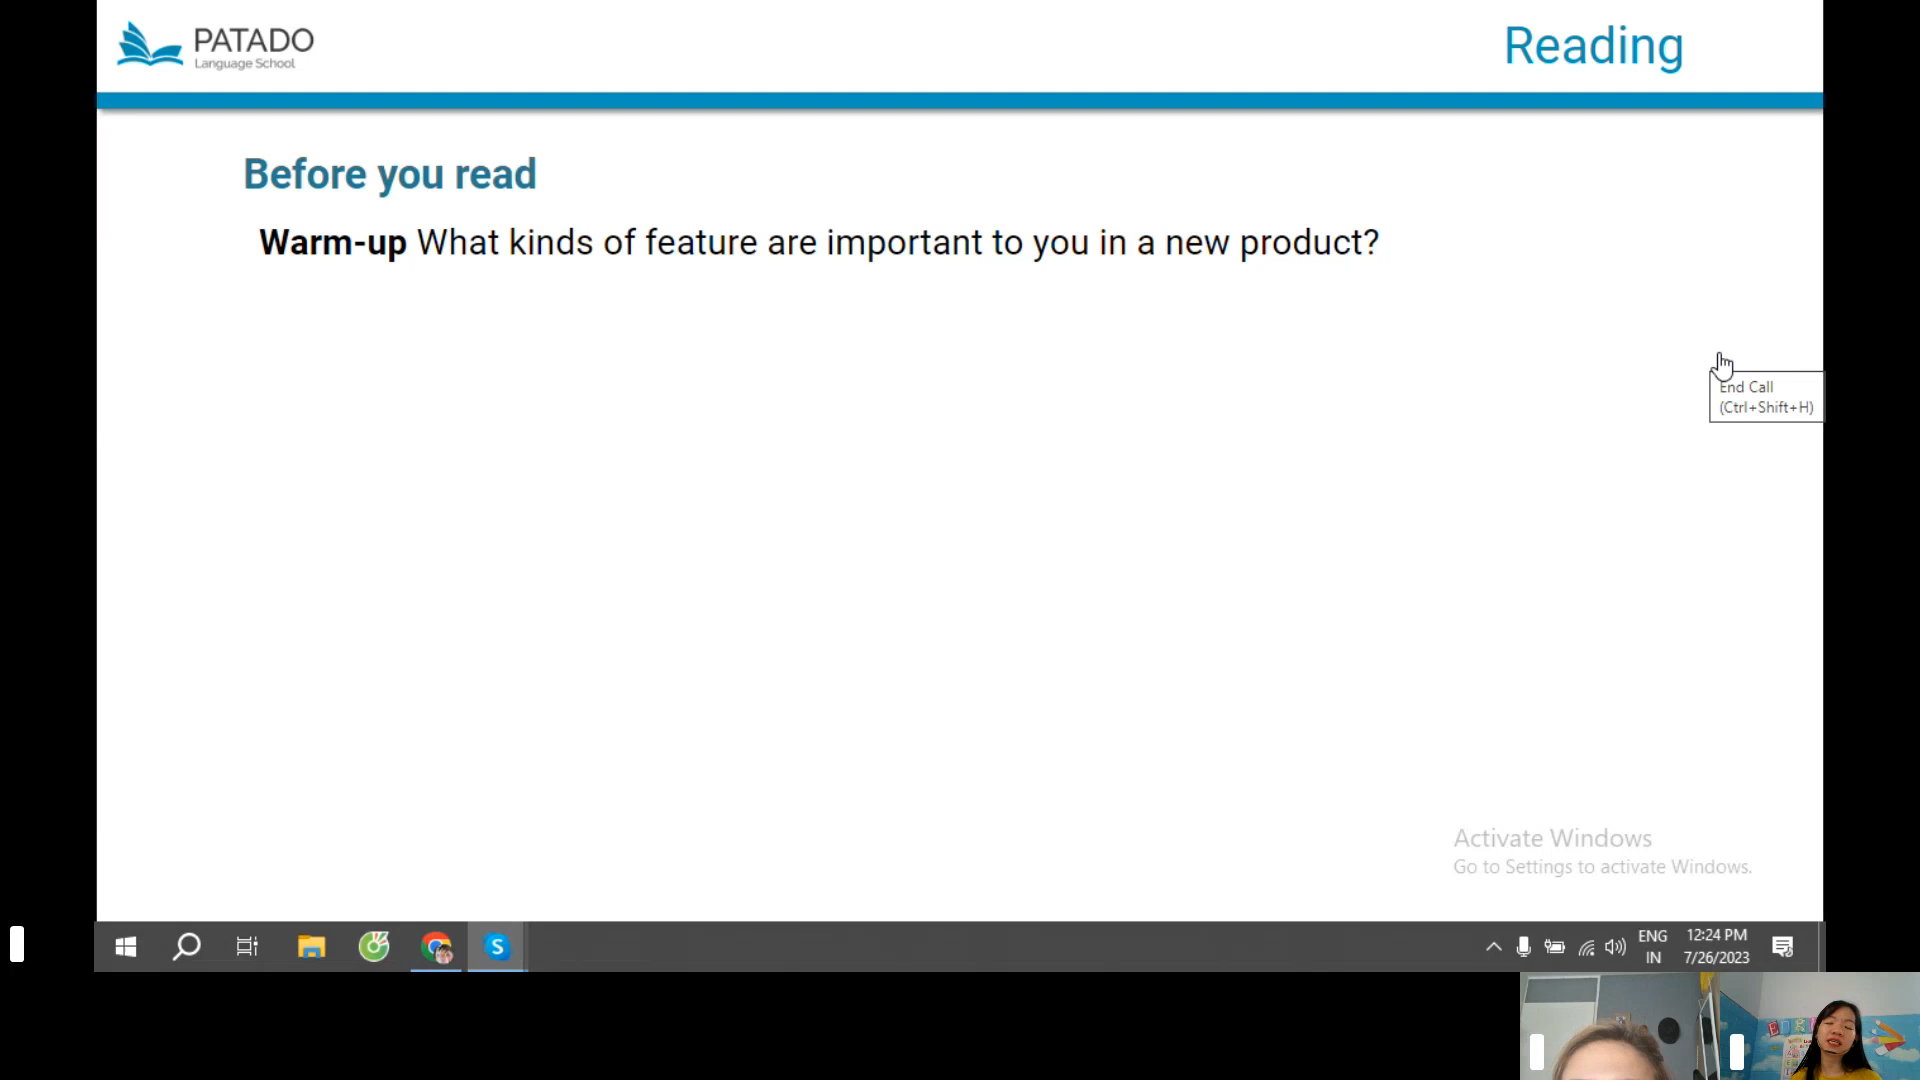 PATADO
Language School
Reading
Before you read
Warm-up What kinds of feature are important to you in a new product?
End Call
(Ctrl+Shift+H)
Activate Windows
Go to Settings to activate Windows.
S
ENG
IN
12:24 PM
7/26/2023